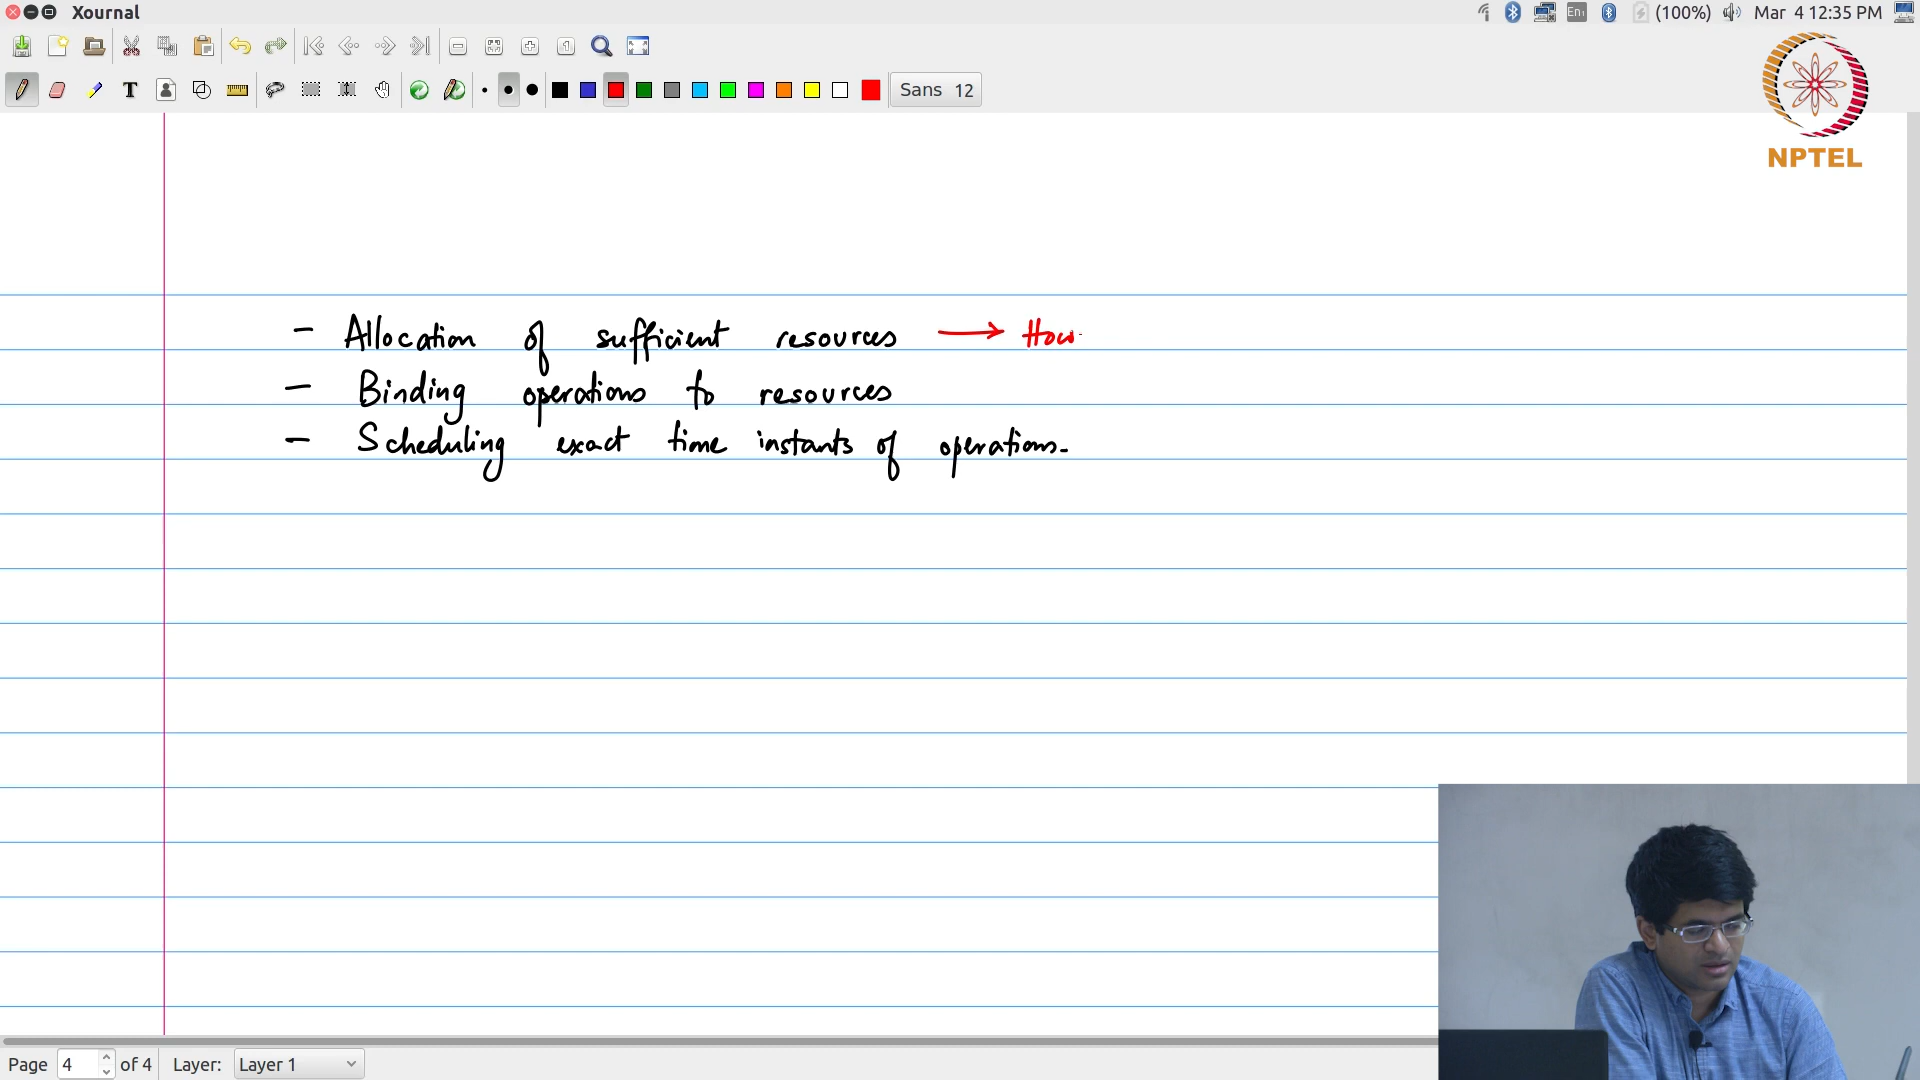 Xournal
En1
(100%)
Mar 4 12:35 PM
T
Sans 12
NPTEL
- Allocation of sufficient resources → How
- Binding operations to resources
- Scheduling exact time instants of operations.
Page 4 of 4 Layer: Layer 1